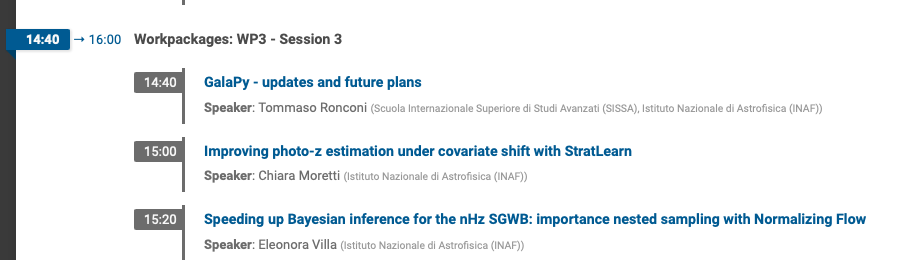 14:40 → 16:00 Workpackages: WP3 - Session 3
14:40 GalaPy - updates and future plans
Speaker: Tommaso Ronconi (Scuola Internazionale Superiore di Studi Avanzati (SISSA), Istituto Nazionale di Astrofisica (INAF))
15:00 Improving photo-z estimation under covariate shift with StratLearn
Speaker: Chiara Moretti (Istituto Nazionale di Astrofisica (INAF))
15:20 Speeding up Bayesian inference for the nHz SGWB: importance nested sampling with Normalizing Flow
Speaker: Eleonora Villa (Istituto Nazionale di Astrofisica (INAF))